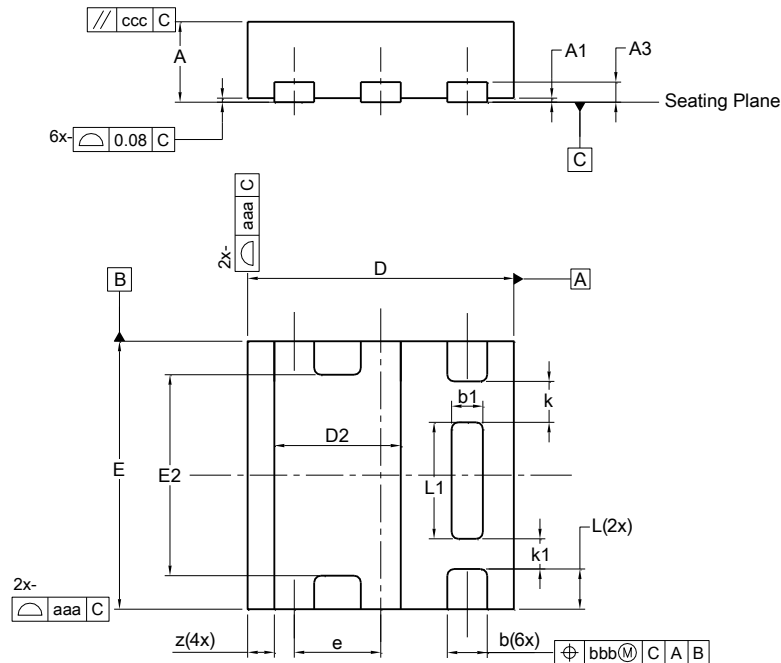 // ccc C
A
A1
A3
Seating Plane
6x- ⌓ 0.08 C
C
2x- ⌓ aaa C
D
A
B
b1
k
D2
E
E2
L1
L(2x)
k1
2x-
⌓ aaa C
z(4x)
e
b(6x)
⌖ bbbⓂ C A B